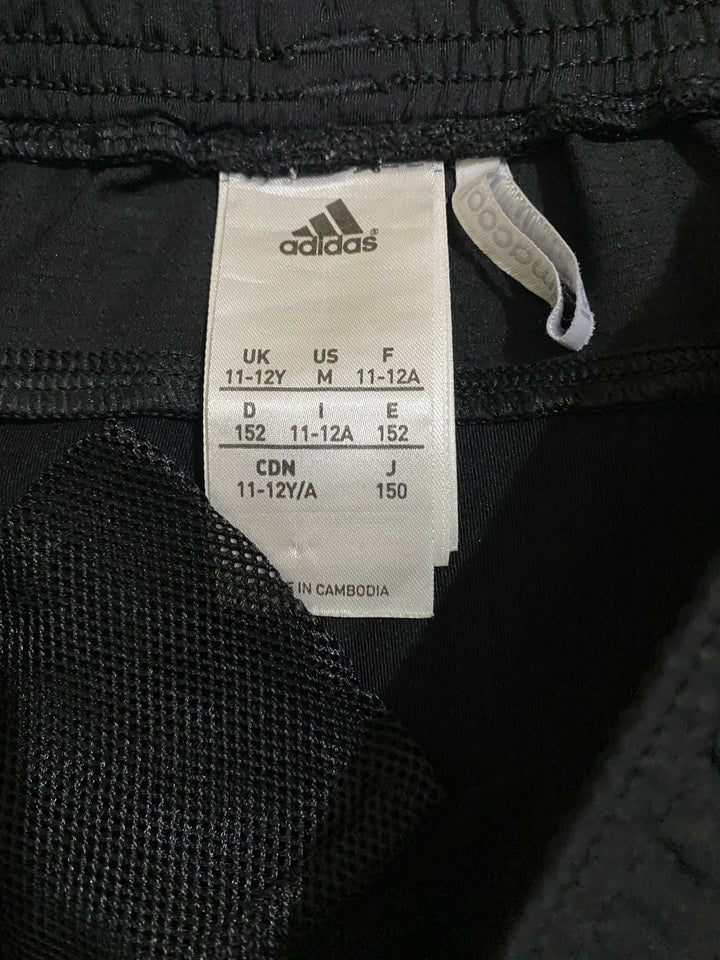 adidas®
UK US F
11-12Y M 11-12A
D I E
152 11-12A 152
CDN J
11-12Y/A 150
IN CAMBODIA